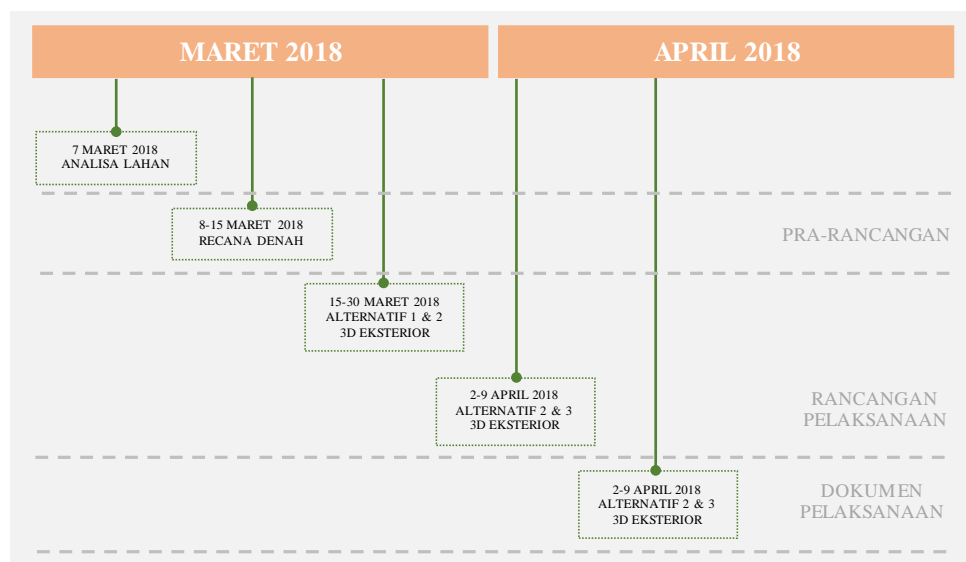 MARET 2018
APRIL 2018
7 MARET 2018
ANALISA LAHAN
8-15 MARET 2018
RECANA DENAH
PRA-RANCANGAN
15-30 MARET 2018
ALTERNATIF 1 & 2
3D EKSTERIOR
2-9 APRIL 2018
ALTERNATIF 2 & 3
3D EKSTERIOR
RANCANGAN
PELAKSANAAN
2-9 APRIL 2018
ALTERNATIF 2 & 3
3D EKSTERIOR
DOKUMEN
PELAKSANAAN